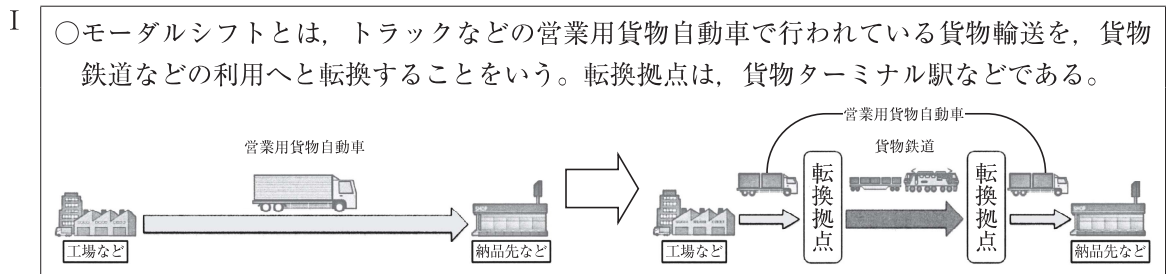 Ⅰ
○モーダルシフトとは，トラックなどの営業用貨物自動車で行われている貨物輸送を，貨物
鉄道などの利用へと転換することをいう。転換拠点は，貨物ターミナル駅などである。
営業用貨物自動車
工場など
SHOP
納品先など
営業用貨物自動車
貨物鉄道
転換拠点
転換拠点
工場など
SHOP
納品先など